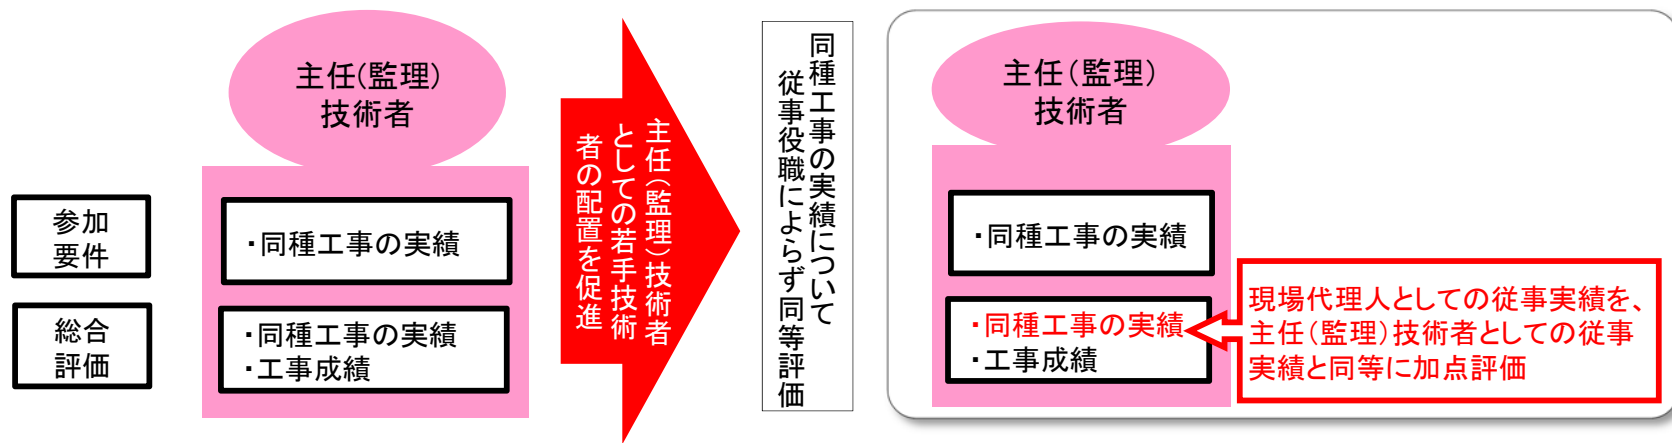 参加
要件
総合
評価
主任(監理)
技術者
・同種工事の実績
・同種工事の実績
・工事成績
主任(監理)技術者
としての若手技術
者の配置を促進
同種工事の実績について
従事役職によらず同等評価
主任(監理)
技術者
・同種工事の実績
・同種工事の実績
・工事成績
現場代理人としての従事実績を、
主任(監理)技術者としての従事
実績と同等に加点評価